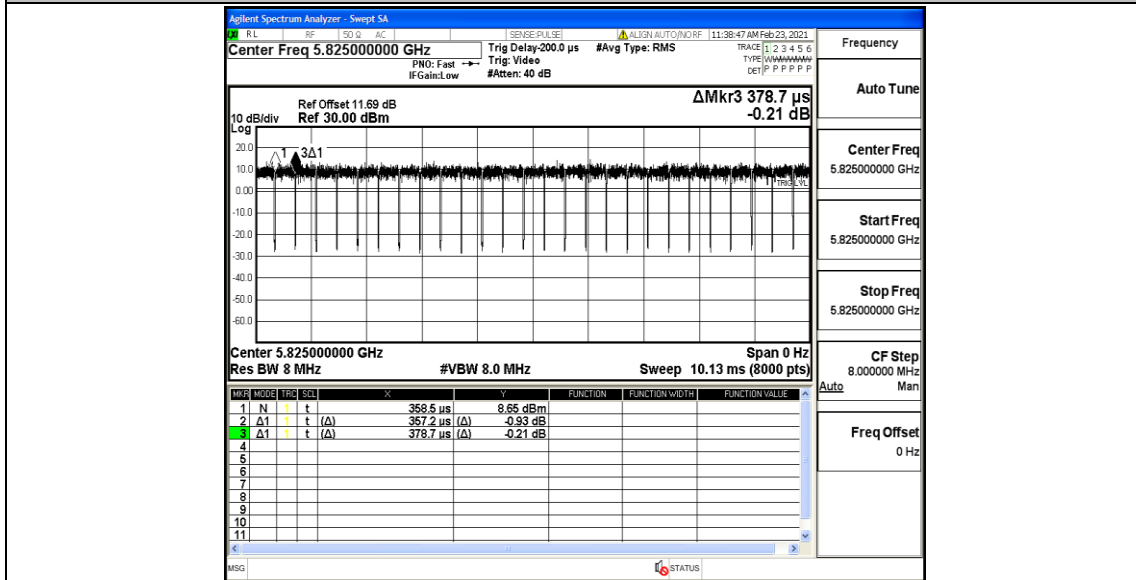 Agilent Spectrum Analyzer - Swept SA
RL RF 50 Ω AC SENSE:PULSE ALIGN AUTO/NO RF 11:38:47 AM Feb 23, 2021
Center Freq 5.825000000 GHz
PNO: Fast
IFGain:Low
Trig Delay-200.0 µs
Trig: Video
#Atten: 40 dB
#Avg Type: RMS
TRACE 1 2 3 4 5 6
TYPE WWWWWW
DET P P P P P P
ΔMkr3 378.7 µs
-0.21 dB
Ref Offset 11.69 dB
10 dB/div Ref 30.00 dBm
Log
20.0
10.0
0.00
-10.0
-20.0
-30.0
-40.0
-50.0
-60.0
1
3Δ1
TRIG LVL
Center 5.825000000 GHz Span 0 Hz
Res BW 8 MHz #VBW 8.0 MHz Sweep 10.13 ms (8000 pts)
MKR MODE TRC SCL X Y FUNCTION FUNCTION WIDTH FUNCTION VALUE
1 N 1 t 358.5 µs 8.65 dBm
2 Δ1 1 t (Δ) 357.2 µs (Δ) -0.93 dB
3 Δ1 1 t (Δ) 378.7 µs (Δ) -0.21 dB
4
5
6
7
8
9
10
11
MSG STATUS
Frequency
Auto Tune
Center Freq
5.825000000 GHz
Start Freq
5.825000000 GHz
Stop Freq
5.825000000 GHz
CF Step
8.000000 MHz
Auto Man
Freq Offset
0 Hz